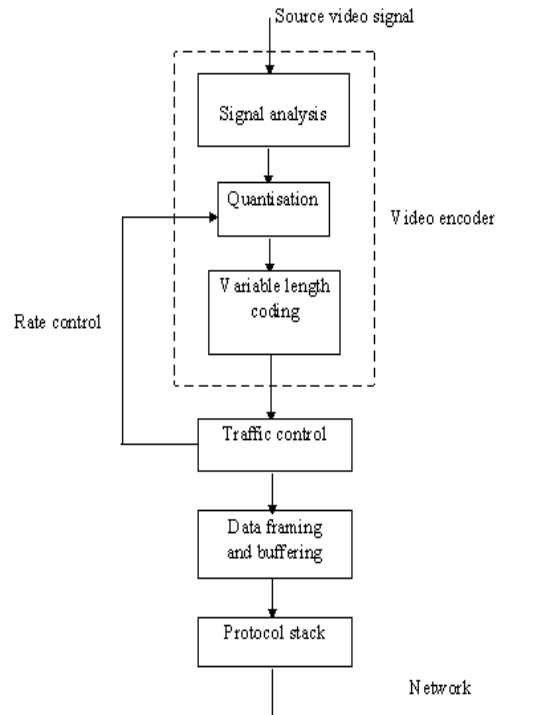 Source video signal
Signal analysis
Quantisation
Video encoder
Variable length
coding
Rate control
Traffic control
Data framing
and buffering
Protocol stack
Network